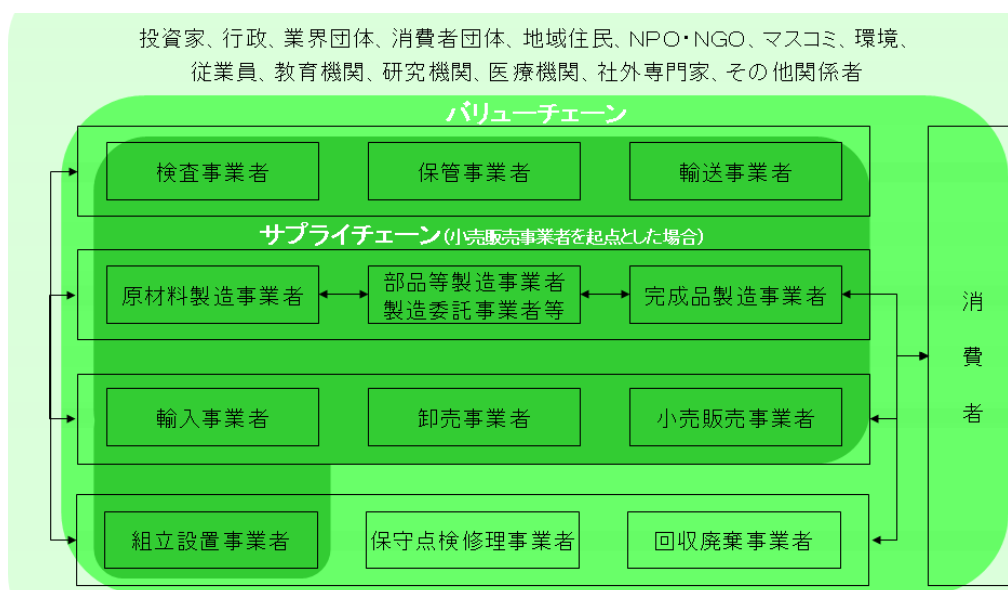 投資家、行政、業界団体、消費者団体、地域住民、NPO・NGO、マスコミ、環境、
従業員、教育機関、研究機関、医療機関、社外専門家、その他関係者
バリューチェーン
検査事業者
保管事業者
輸送事業者
サプライチェーン(小売販売事業者を起点とした場合)
原材料製造事業者
部品等製造事業者
製造委託事業者等
完成品製造事業者
輸入事業者
卸売事業者
小売販売事業者
組立設置事業者
保守点検修理事業者
回収廃棄事業者
消費者